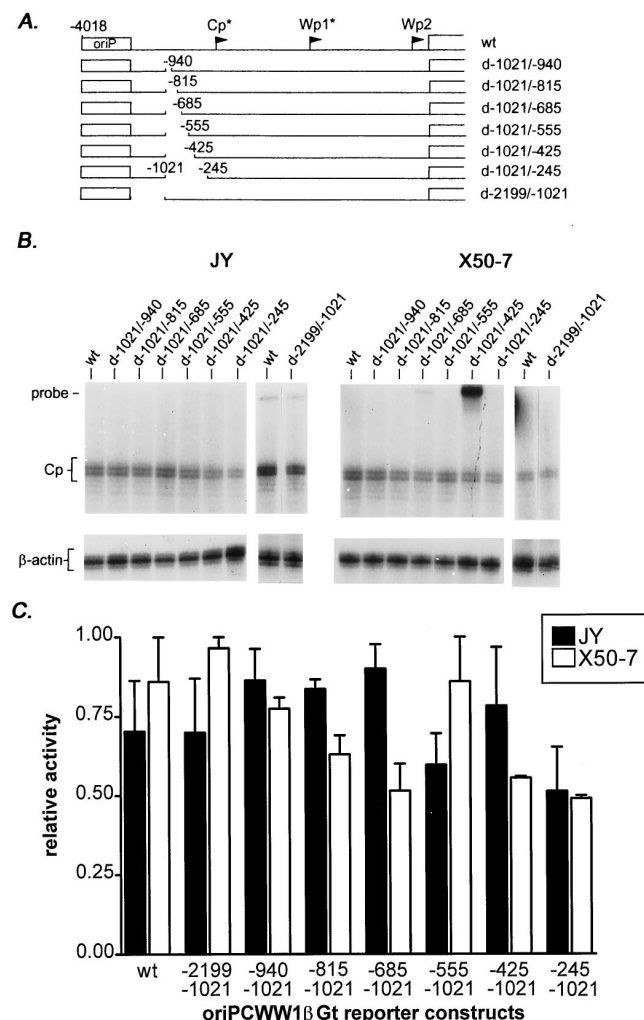 A.
-4018
Cp* Wp1* Wp2
oriP wt
-940 d-1021/-940
-815 d-1021/-815
-685 d-1021/-685
-555 d-1021/-555
-425 d-1021/-425
-1021 -245 d-1021/-245
d-2199/-1021
B.
JY X50-7
wt d-1021/-940 d-1021/-815 d-1021/-685 d-1021/-555 d-1021/-425 d-1021/-245 wt d-2199/-1021
wt d-1021/-940 d-1021/-815 d-1021/-685 d-1021/-555 d-1021/-425 d-1021/-245 wt d-2199/-1021
probe -
Cp
β-actin
C.
JY
X50-7
1.00
0.75
0.50
0.25
0.00
relative activity
wt -2199 -940 -815 -685 -555 -425 -245
-1021 -1021 -1021 -1021 -1021 -1021 -1021
oriPCWW1βGt reporter constructs